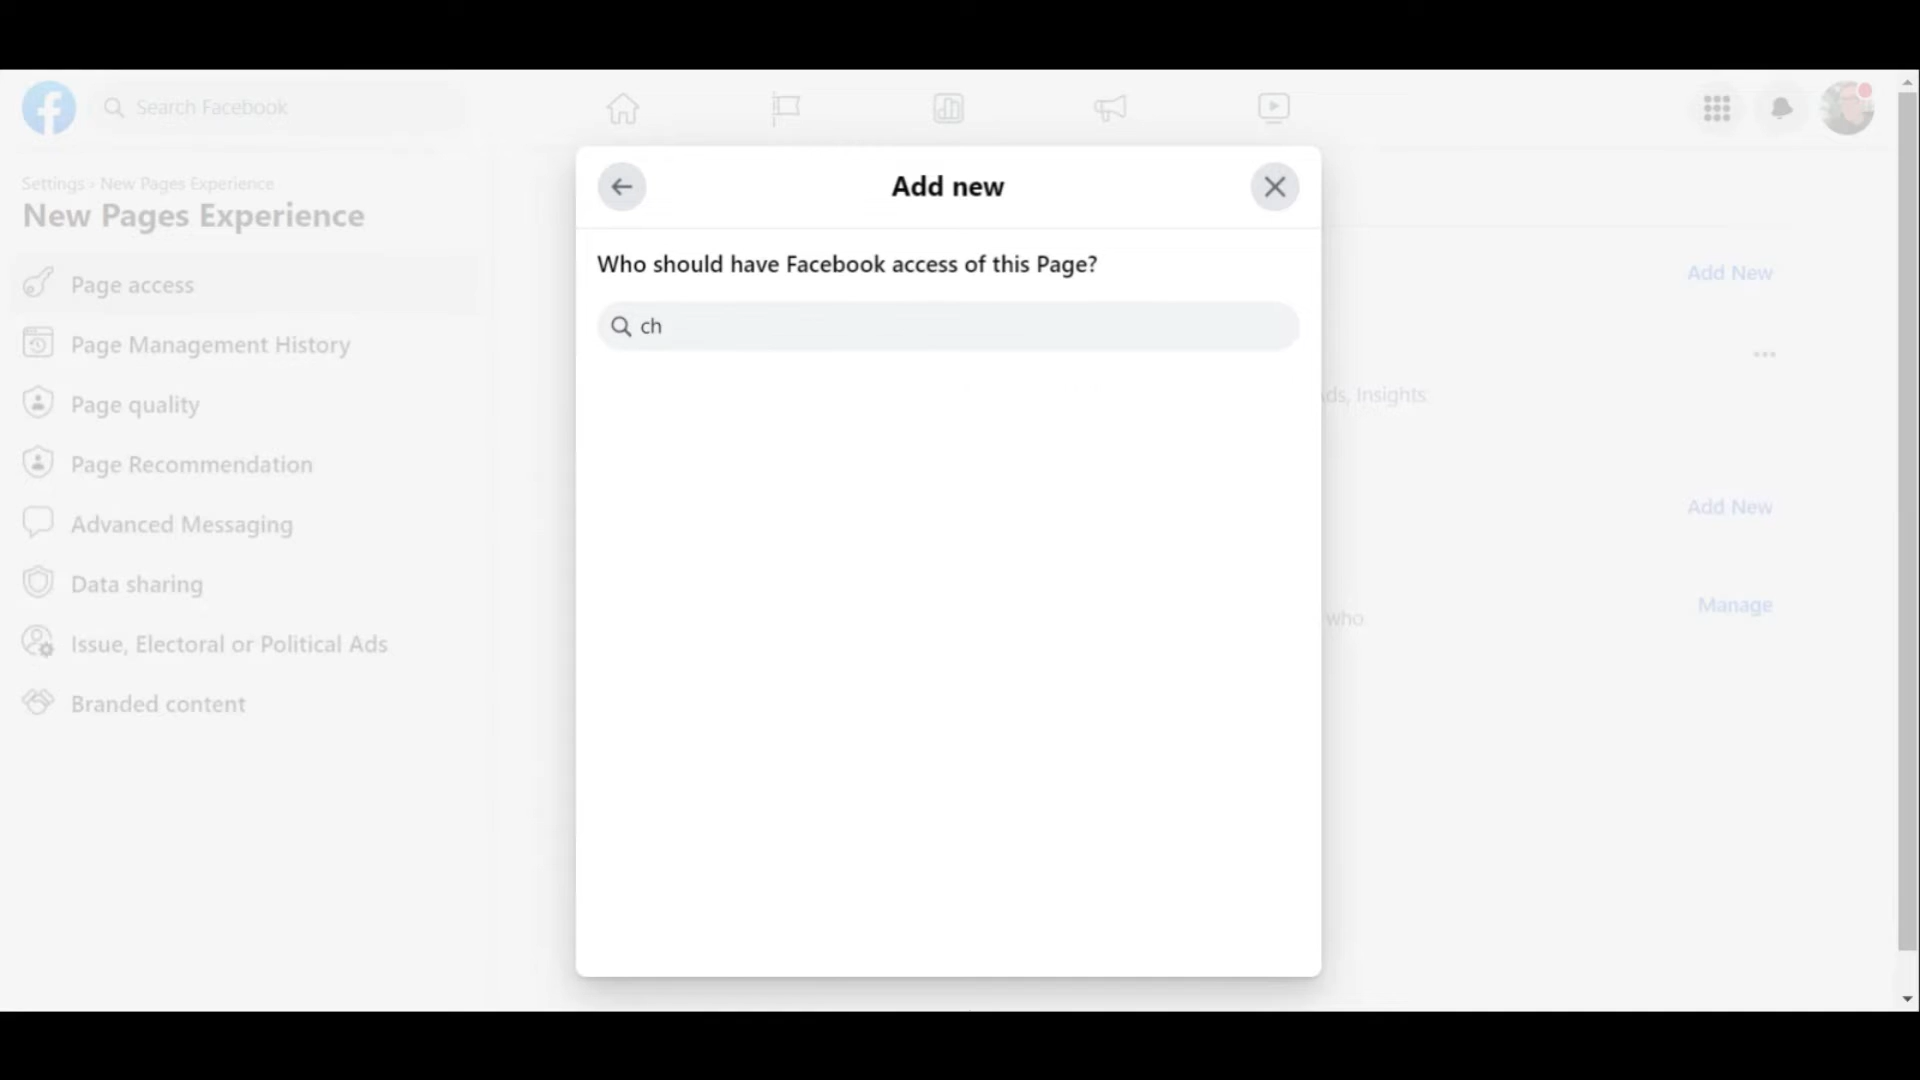 Search Facebook
Settings › New Pages Experience
New Pages Experience
Page access
Page Management History
Page quality
Page Recommendation
Advanced Messaging
Data sharing
Issue, Electoral or Political Ads
Branded content
Add new
Who should have Facebook access of this Page?
ch
Add New
Insights
Add New
who
Manage